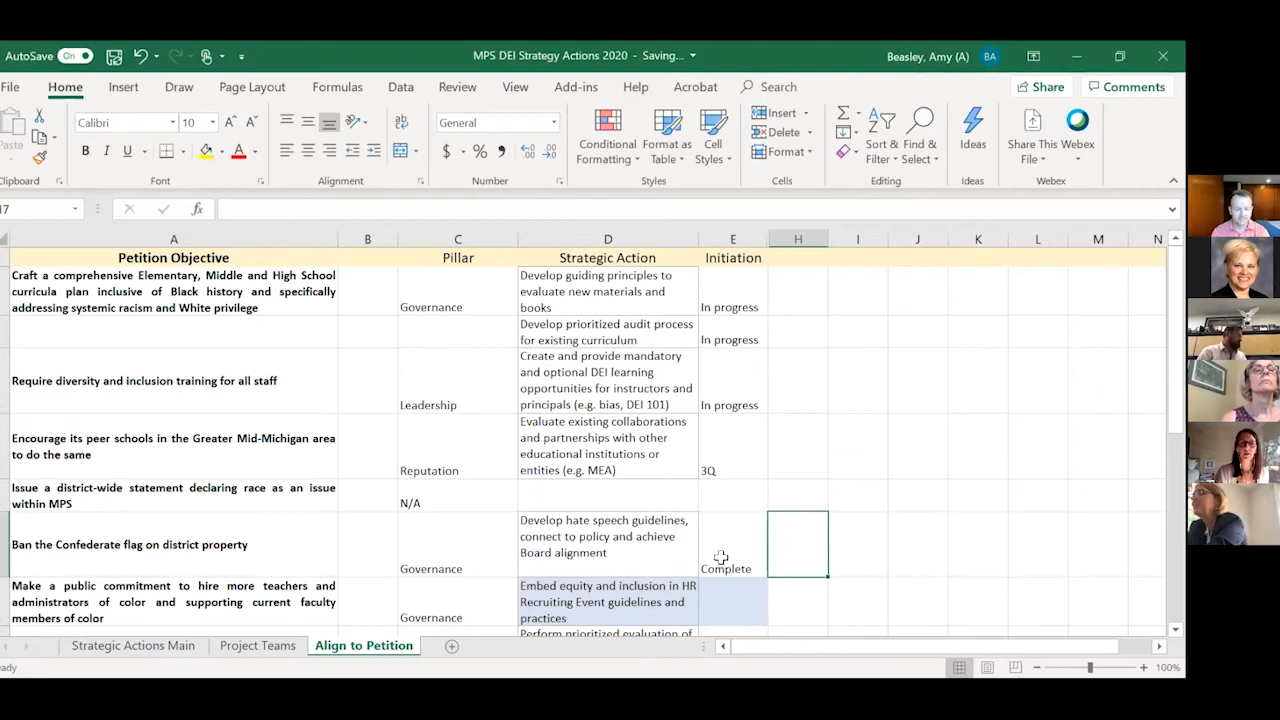 AutoSave On
MPS DEI Strategy Actions 2020 - Saving...
Beasley, Amy (A) BA
File Home Insert Draw Page Layout Formulas Data Review View Add-ins Help Acrobat Search Share Comments
Paste
Calibri 10
B I U
General
$ %
Conditional Formatting
Format as Table
Cell Styles
Insert
Delete
Format
Sort & Filter
Find & Select
Ideas
Share This File
Webex
Clipboard Font Alignment Number Styles Cells Editing Ideas Webex
fx
A B C D E H I J K L M N
Petition Objective Pillar Strategic Action Initiation
Craft a comprehensive Elementary, Middle and High School
curricula plan inclusive of Black history and specifically
addressing systemic racism and White privilege
Governance
Develop guiding principles to
evaluate new materials and
books
In progress
Develop prioritized audit process
for existing curriculum
In progress
Require diversity and inclusion training for all staff
Leadership
Create and provide mandatory
and optional DEI learning
opportunities for instructors and
principals (e.g. bias, DEI 101)
In progress
Encourage its peer schools in the Greater Mid-Michigan area
to do the same
Reputation
Evaluate existing collaborations
and partnerships with other
educational institutions or
entities (e.g. MEA)
3Q
Issue a district-wide statement declaring race as an issue
within MPS
N/A
Ban the Confederate flag on district property
Governance
Develop hate speech guidelines,
connect to policy and achieve
Board alignment
Complete
Make a public commitment to hire more teachers and
administrators of color and supporting current faculty
members of color
Governance
Embed equity and inclusion in HR
Recruiting Event guidelines and
practices
Perform prioritized evaluation of
Strategic Actions Main Project Teams Align to Petition
100%